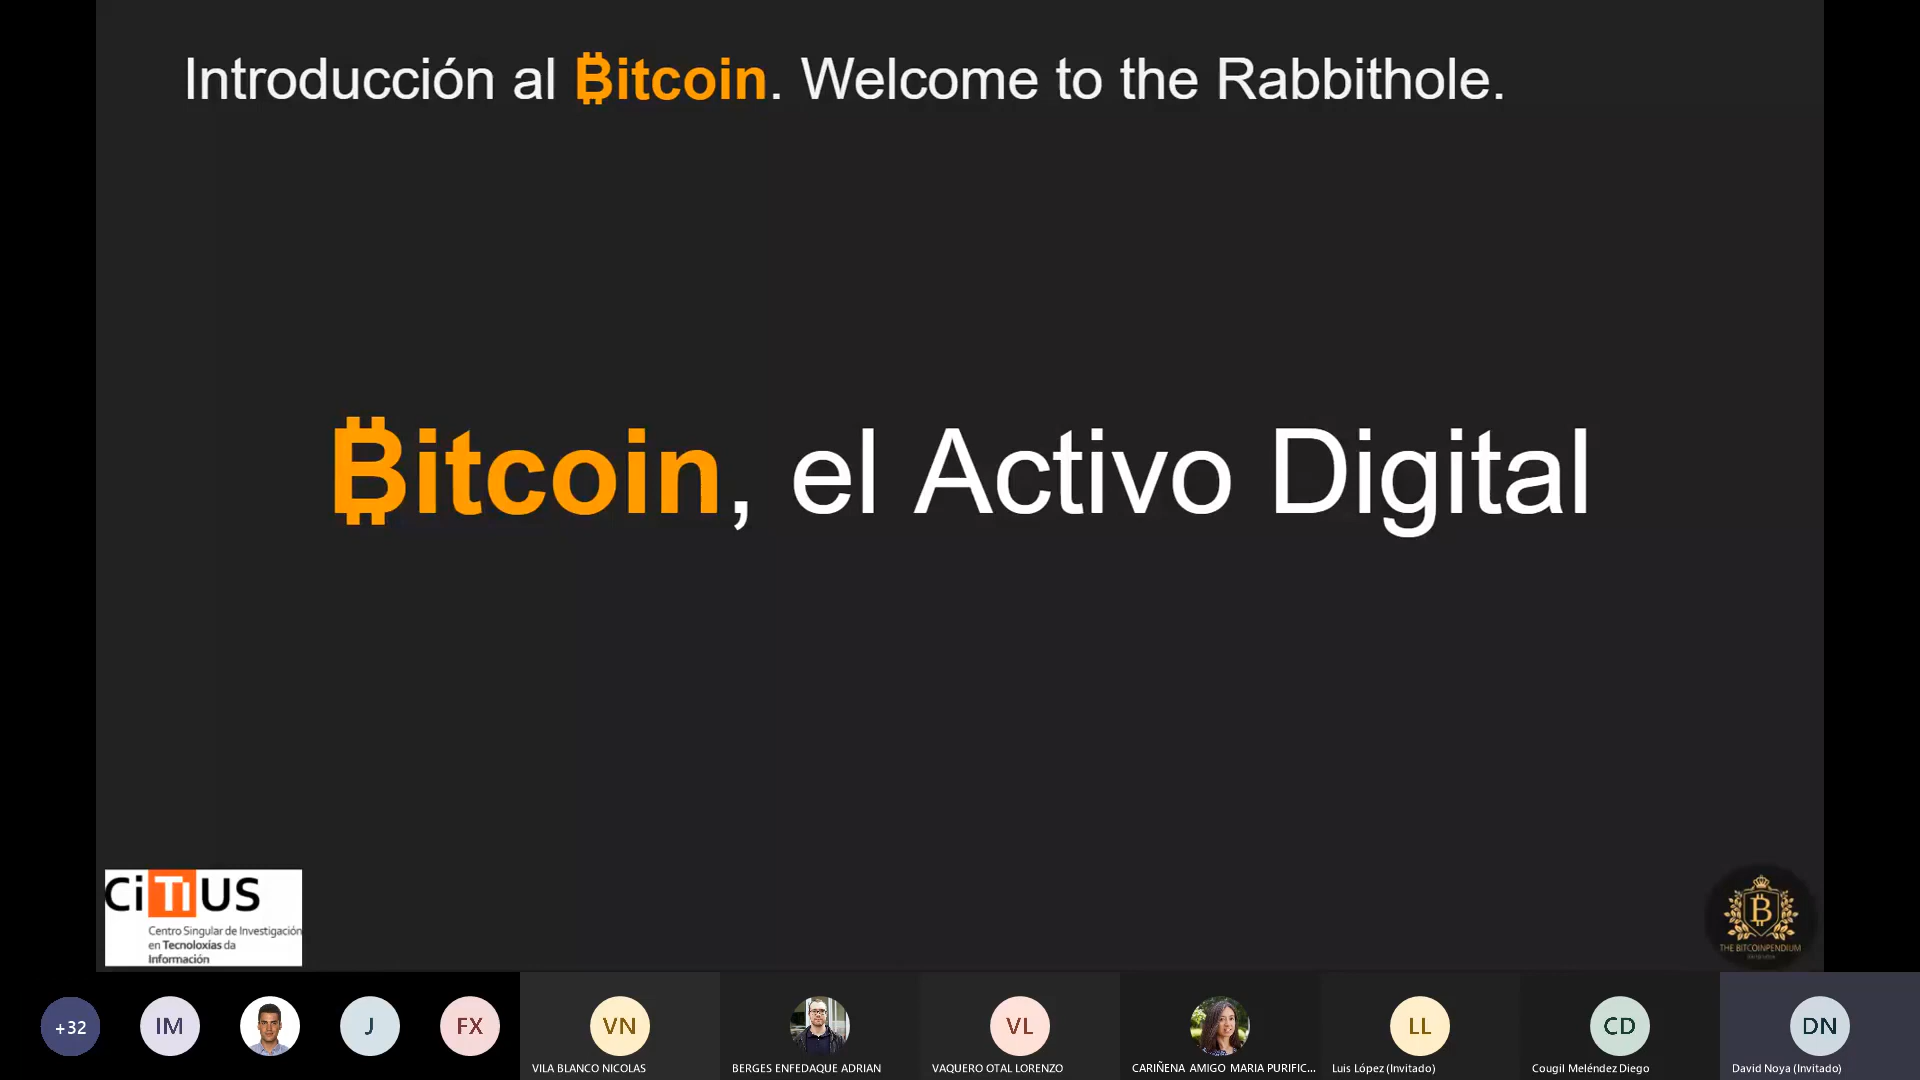 Introducción al ₿itcoin. Welcome to the Rabbithole.
₿itcoin, el Activo Digital
CiTIUS
Centro Singular de Investigación
en Tecnoloxías da
Información
B
THE BITCOINPENDIUM
+32
IM
J
FX
VN
VL
LL
CD
DN
VILA BLANCO NICOLAS
BERGES ENFEDAQUE ADRIAN
VAQUERO OTAL LORENZO
CARIÑENA AMIGO MARIA PURIFIC...
Luis López (Invitado)
Cougil Meléndez Diego
David Noya (Invitado)